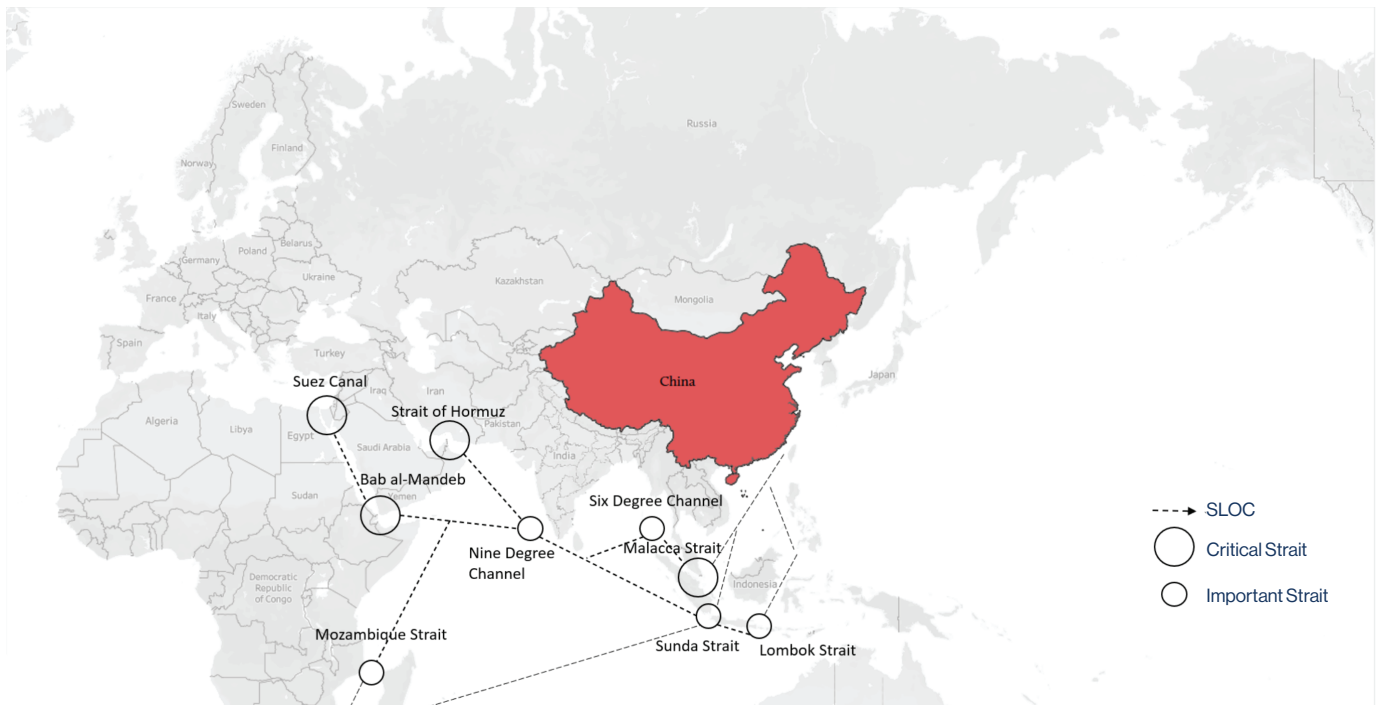 Sweden
Russia
Finland
Norway
Belarus
Poland
Germany
Ukraine
Kazakhstan
France
Mongolia
Italy
Spain
Turkey
Japan
China
Suez Canal
Iraq
Iran
Strait of Hormuz
Algeria
Libya
Egypt
Pakistan
Saudi Arabia
India
Bab al-Mandeb
Sudan
Yemen
Six Degree Channel
SLOC
Nine Degree
Channel
Malacca Strait
Critical Strait
Democratic
Republic
of Congo
Indonesia
Important Strait
Mozambique Strait
Sunda Strait
Lombok Strait